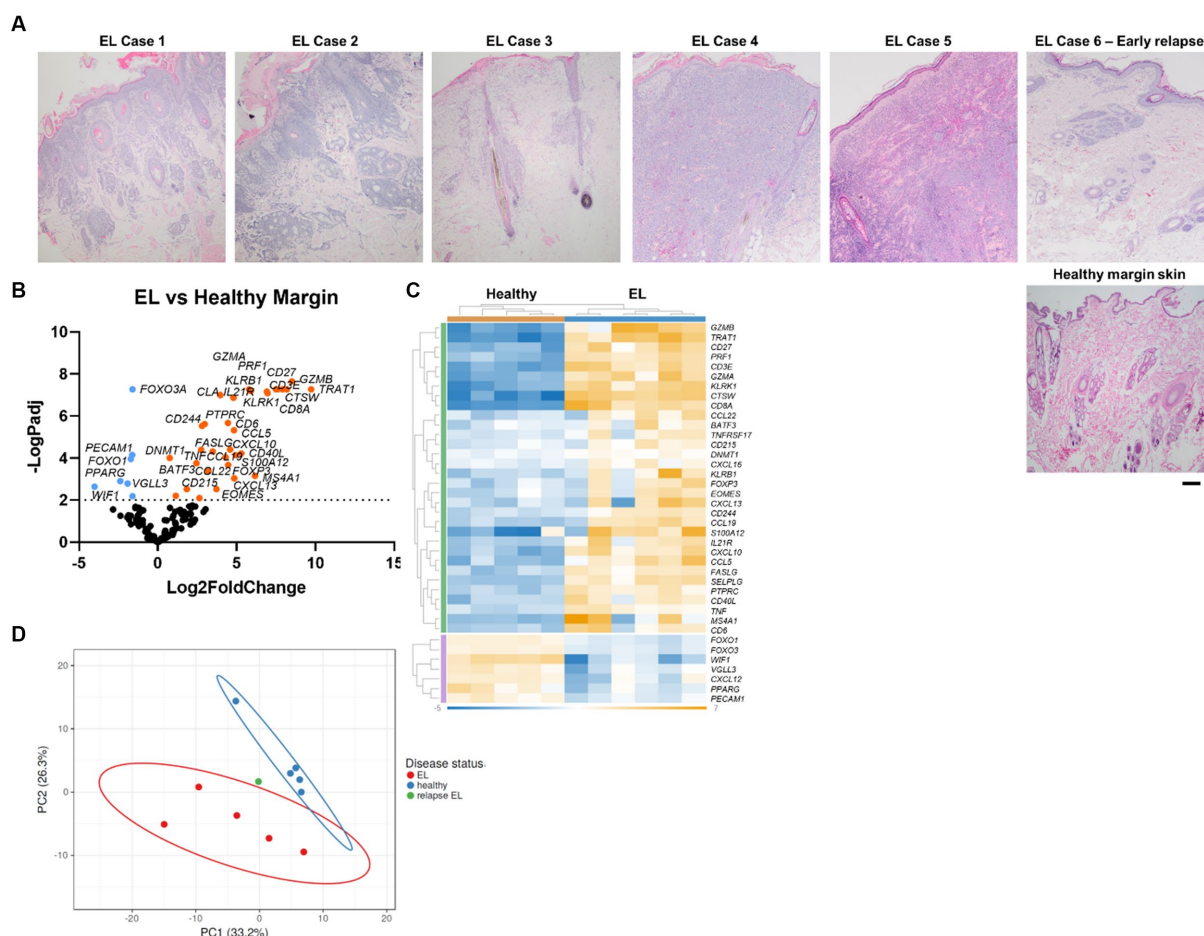 A
EL Case 1
EL Case 2
EL Case 3
EL Case 4
EL Case 5
EL Case 6 – Early relapse
Healthy margin skin
B
EL vs Healthy Margin
10
8
6
4
2
0
-5
0
5
10
15
-LogPadj
Log2FoldChange
GZMA
PRF1
CD27
GZMB
FOXO3A
KLRB1
CD3E
TRAT1
CLA
IL21R
CTSW
KLRK1
CD8A
PTPRC
CD244
CD6
CCL5
PECAM1
DNMT1
FASLG
CXCL10
FOXO1
TNF
CCL19
CD40L
S100A12
PPARG
BATF3
CCL22
FOXP3
MS4A1
VGLL3
CD215
CXCL13
WIF1
EOMES
C
Healthy
EL
GZMB
TRAT1
CD27
PRF1
CD3E
GZMA
KLRK1
CTSW
CD8A
CCL22
BATF3
TNFRSF17
CD215
DNMT1
CXCL16
KLRB1
FOXP3
EOMES
CXCL13
CD244
CCL19
S100A12
IL21R
CXCL10
CCL5
FASLG
SELPLG
PTPRC
CD40L
TNF
MS4A1
CD6
FOXO1
FOXO3
WIF1
VGLL3
CXCL12
PPARG
PECAM1
-5
7
D
20
10
0
-10
-20
-10
0
10
20
PC2 (26.3%)
PC1 (33.2%)
Disease status
EL
healthy
relapse EL